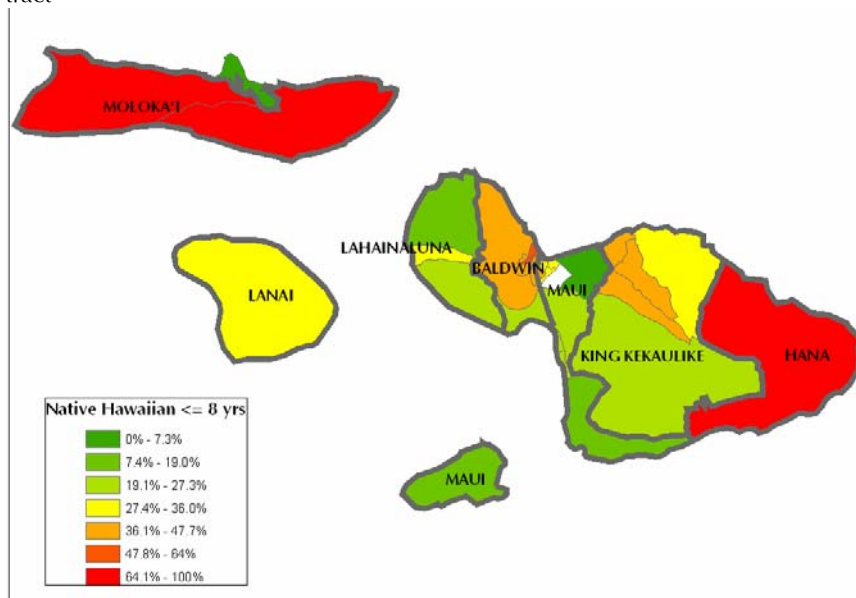 tract
MOLOKA'I
LAHAINALUNA
BALDWIN
LANAI
MAUI
KING KEKAULIKE
HANA
MAUI
Native Hawaiian <= 8 yrs
0% - 7.3%
7.4% - 19.0%
19.1% - 27.3%
27.4% - 36.0%
36.1% - 47.7%
47.8% - 64%
64.1% - 100%